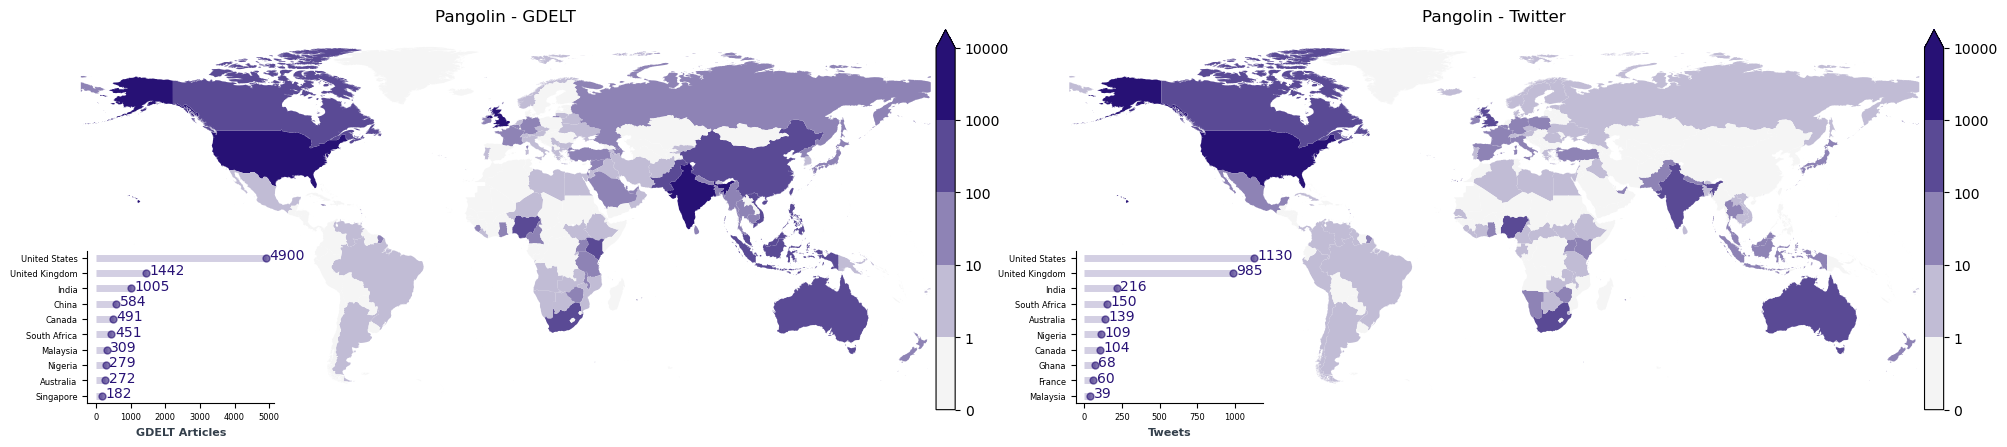 Pangolin - GDELT
10000
1000
100
10
1
0
United States 4900
United Kingdom 1442
India 1005
China 584
Canada 491
South Africa 451
Malaysia 309
Nigeria 279
Australia 272
Singapore 182
0 1000 2000 3000 4000 5000
GDELT Articles
Pangolin - Twitter
10000
1000
100
10
1
0
United States 1130
United Kingdom 985
India 216
South Africa 150
Australia 139
Nigeria 109
Canada 104
Ghana 68
France 60
Malaysia 39
0 250 500 750 1000
Tweets